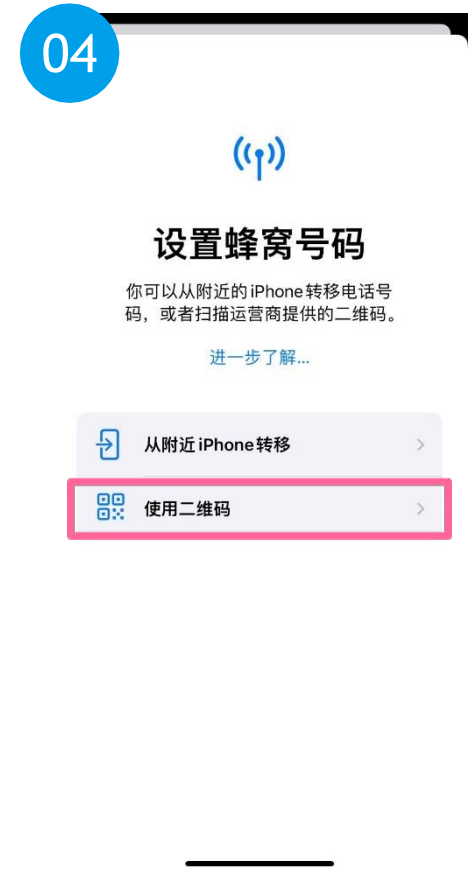 04
设置蜂窝号码
你可以从附近的 iPhone 转移电话号
码，或者扫描运营商提供的二维码。
进一步了解...
从附近 iPhone 转移
使用二维码